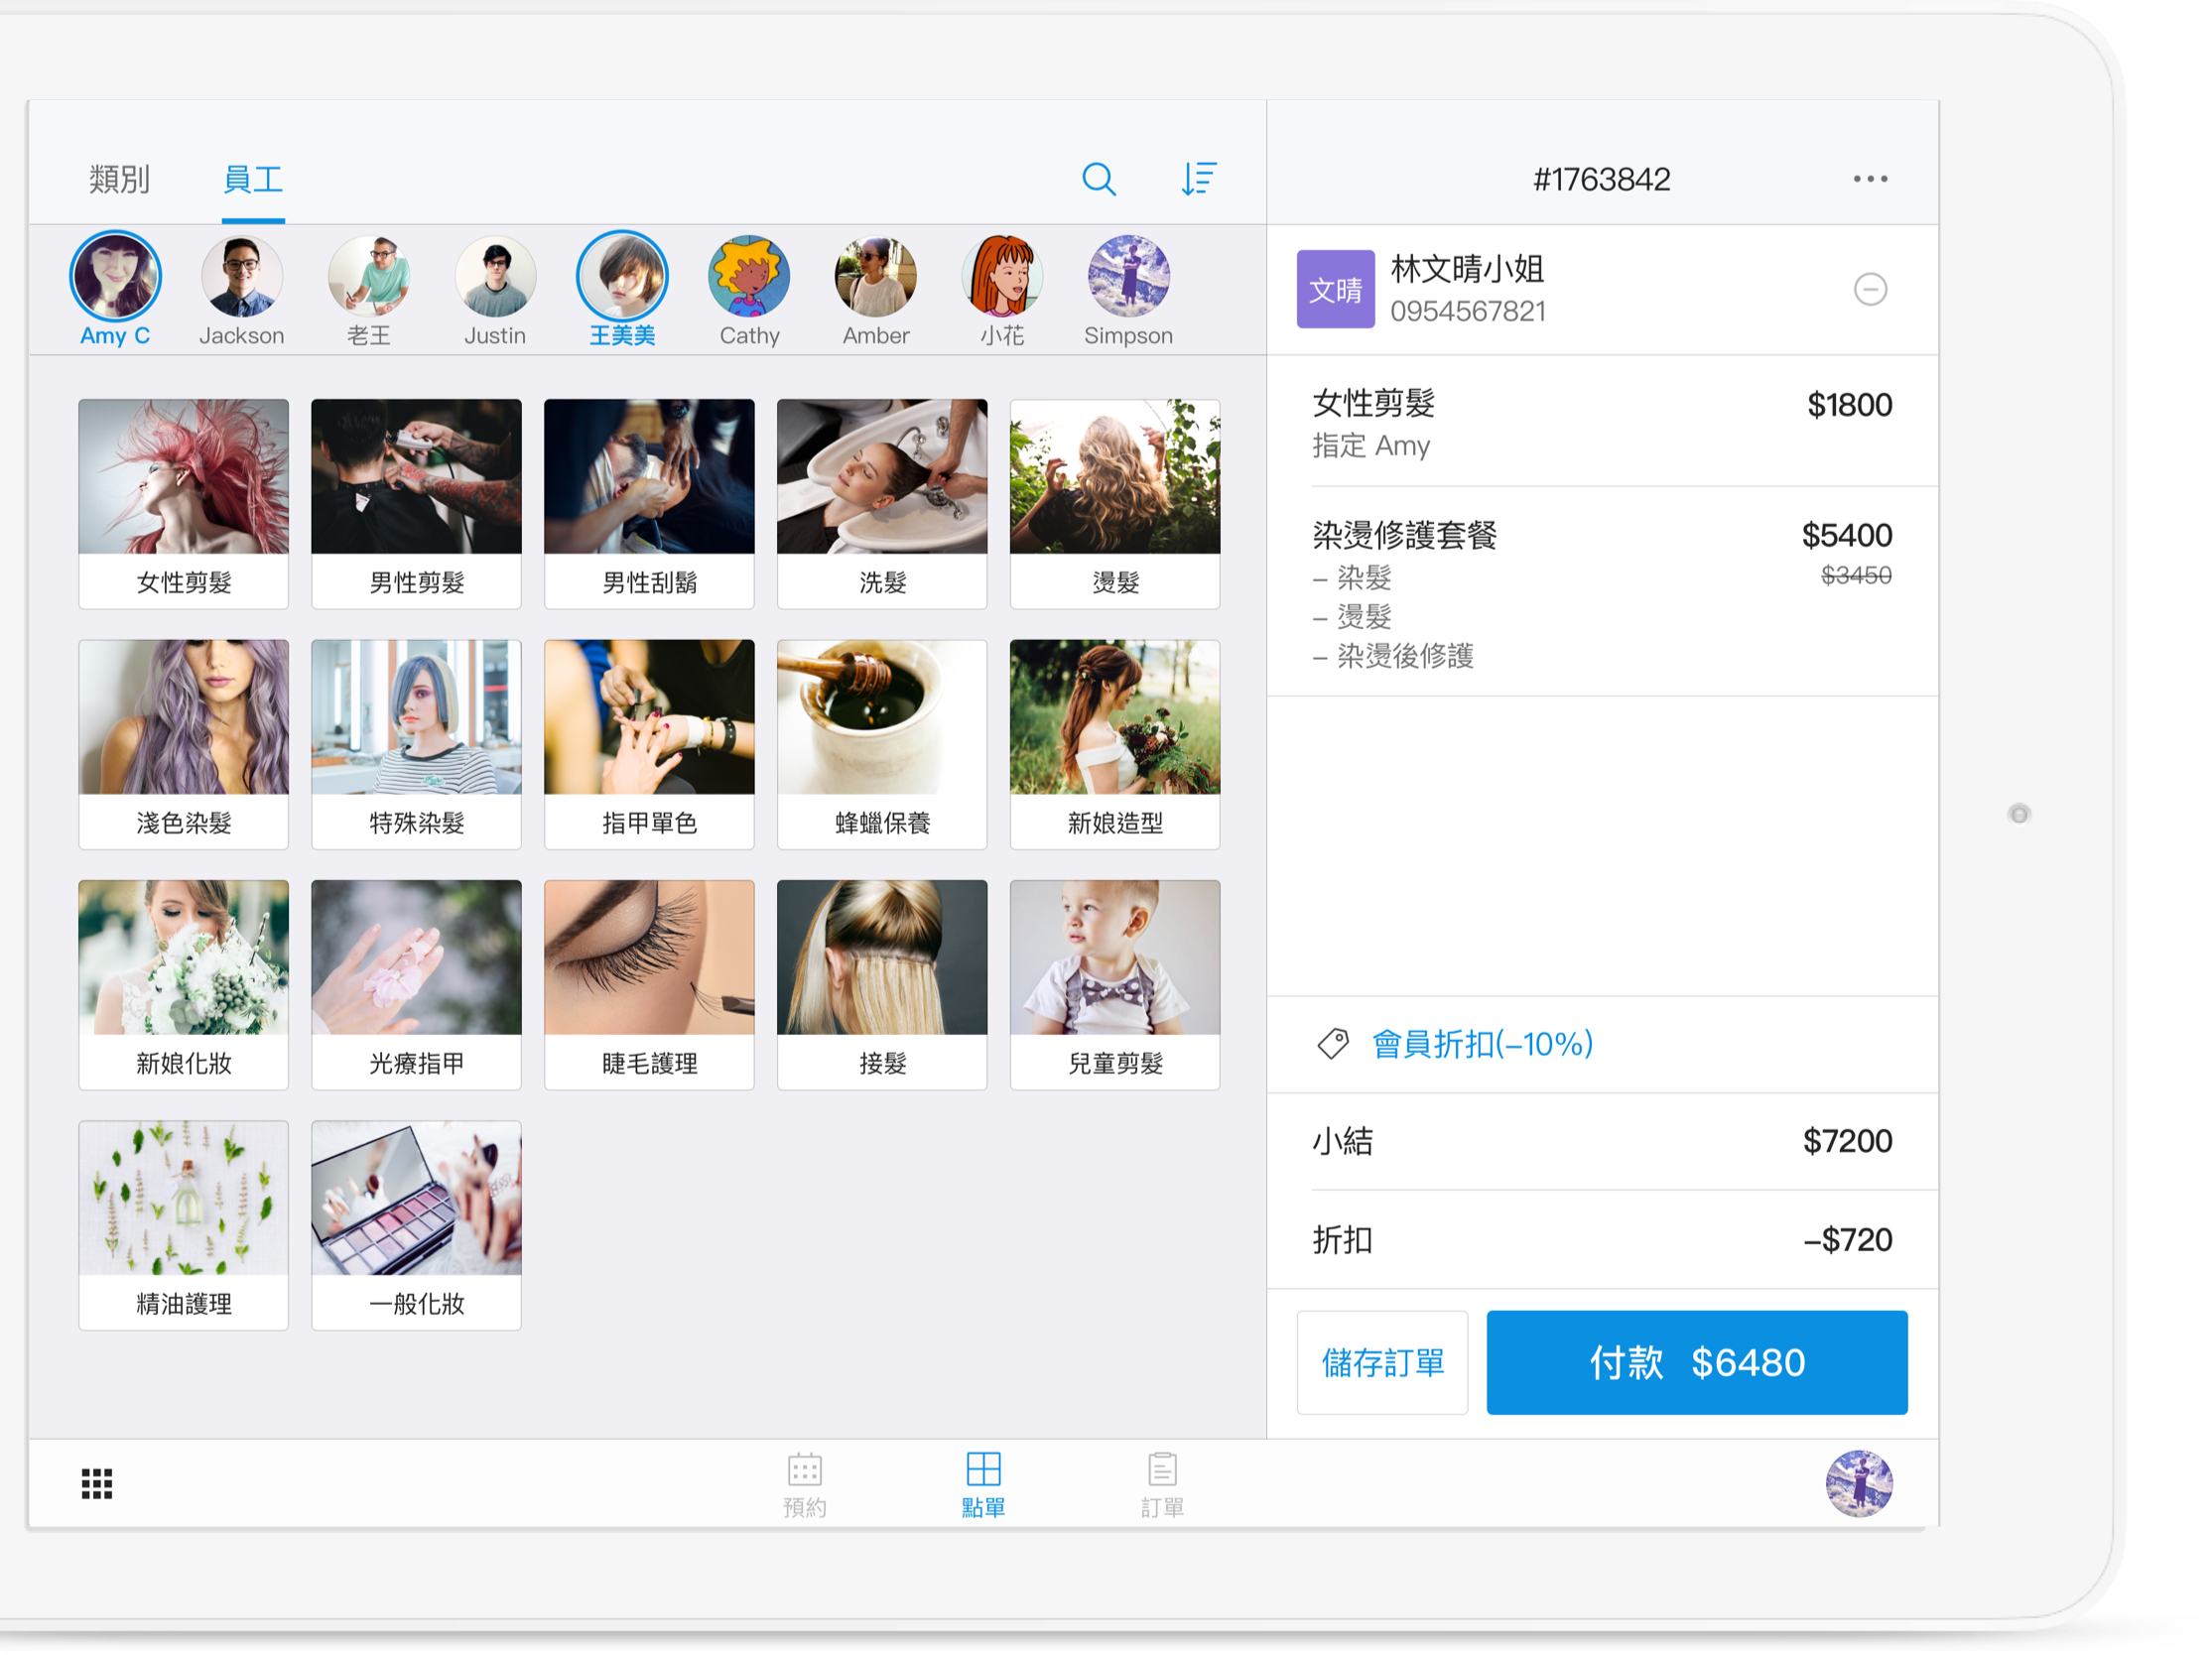 類別
員工
#1763842
Amy C
Jackson
老王
Justin
王美美
Cathy
Amber
小花
Simpson
文晴
林文晴小姐
0954567821
女性剪髮
男性剪髮
男性刮鬍
洗髮
燙髮
淺色染髮
特殊染髮
指甲單色
蜂蠟保養
新娘造型
新娘化妝
光療指甲
睫毛護理
接髮
兒童剪髮
精油護理
一般化妝
女性剪髮 $1800
指定 Amy
染燙修護套餐 $5400
– 染髮 $3450
– 燙髮
– 染燙後修護
會員折扣(–10%)
小結 $7200
折扣 –$720
儲存訂單
付款 $6480
預約
點單
訂單